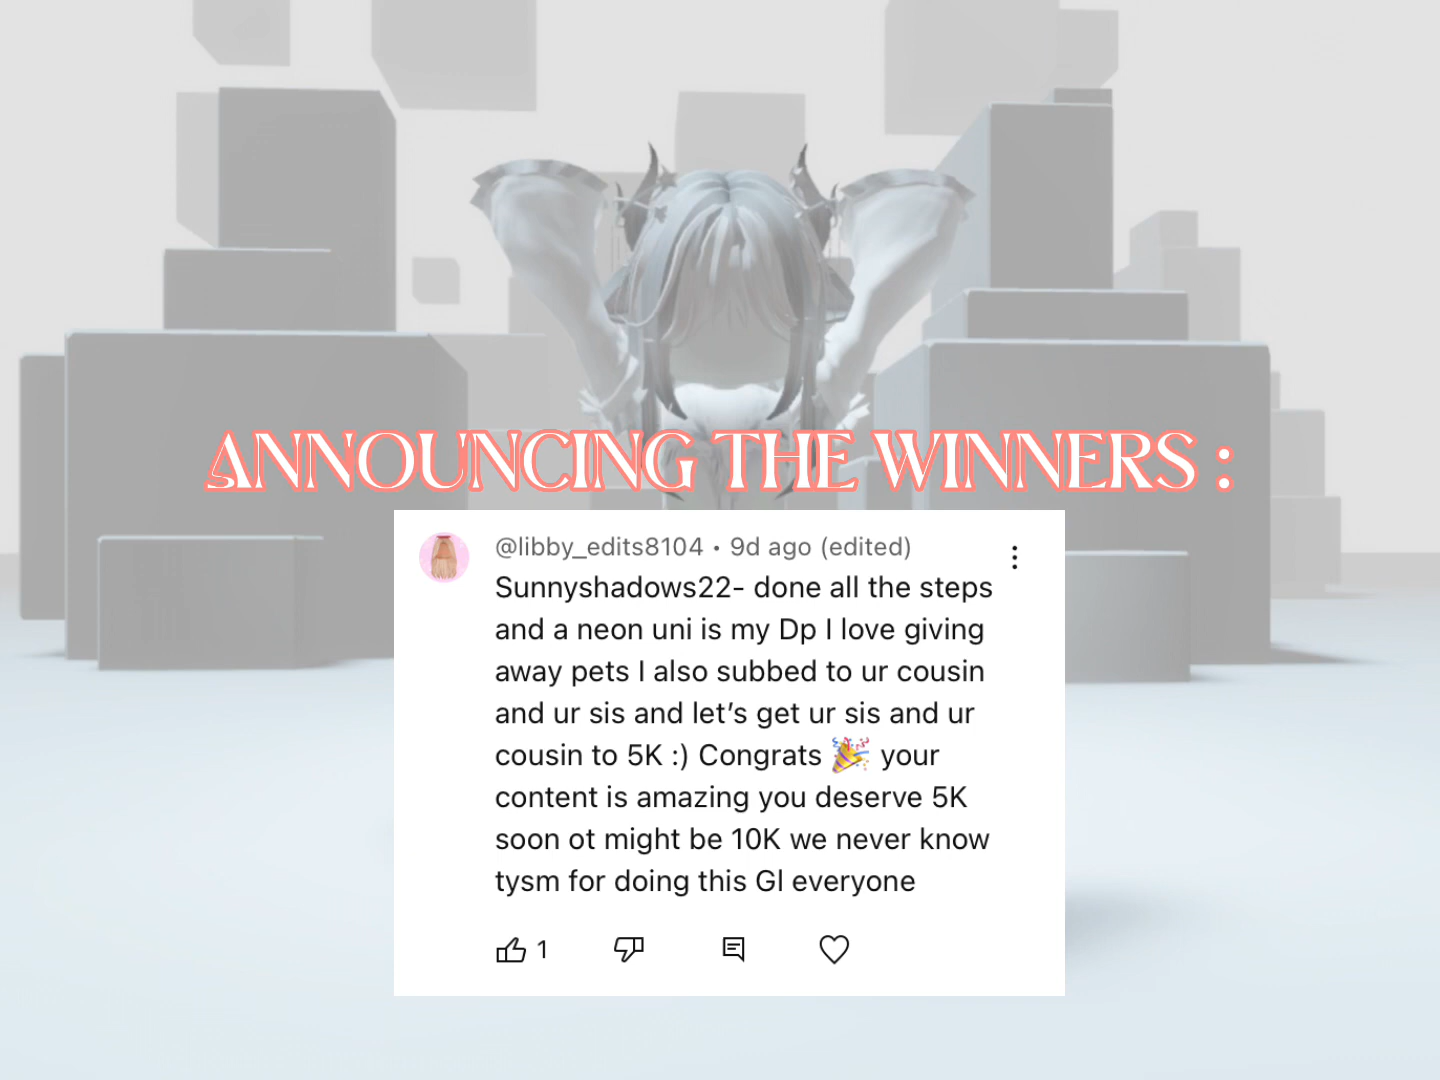 ANNOUNCING THE WINNERS :
@libby_edits8104 • 9d ago (edited)
Sunnyshadows22- done all the steps
and a neon uni is my Dp I love giving
away pets I also subbed to ur cousin
and ur sis and let’s get ur sis and ur
cousin to 5K :) Congrats 🎉 your
content is amazing you deserve 5K
soon ot might be 10K we never know
tysm for doing this Gl everyone
1